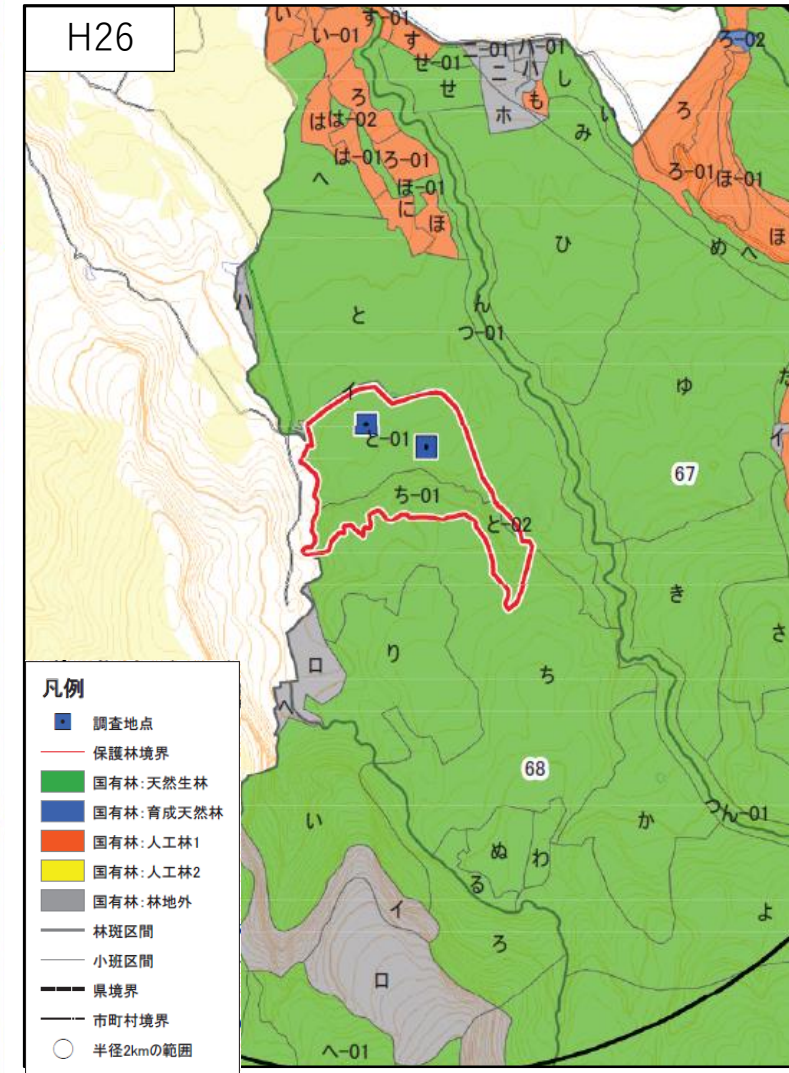 H26
い
す-01
い-01
す
せ-01
ニ-01
ハ-01
ハ
ニ
せ
し
ろ-02
ろ
も
ホ
い
み
ろ
は
は-02
は-01
ろ-01
ろ-01
ほ-01
へ
ほ-01
に
ほ
ほ
ひ
め
へ
ハ
と
ん
つ-01
イ
ゆ
た
と-01
イ
67
ち-01
と-02
き
さ
り
ロ
ち
へ
68
い
か
つん-01
ぬ
わ
る
イ
よ
ろ
ロ
へ-01
凡例
調査地点
保護林境界
国有林:天然生林
国有林:育成天然林
国有林:人工林1
国有林:人工林2
国有林:林地外
林班区間
小班区間
県境界
市町村境界
半径2kmの範囲